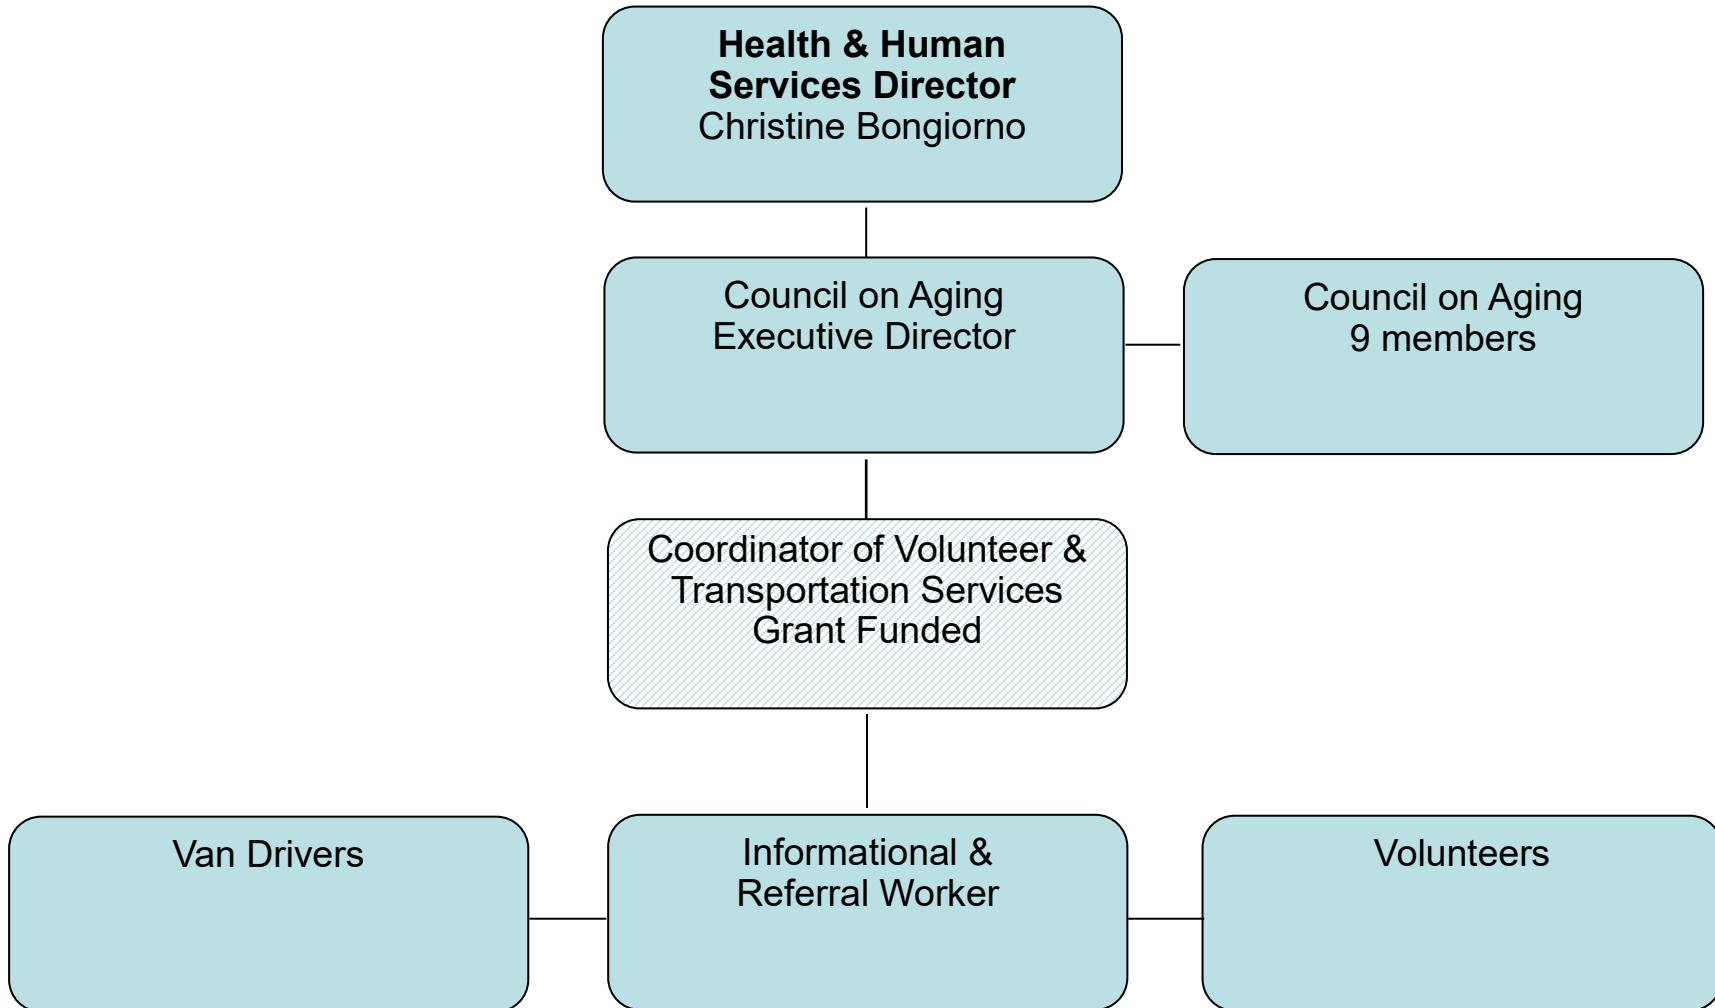 Health & Human
Services Director
Christine Bongiorno
Council on Aging
Executive Director
Council on Aging
9 members
Coordinator of Volunteer &
Transportation Services
Grant Funded
Van Drivers
Informational &
Referral Worker
Volunteers